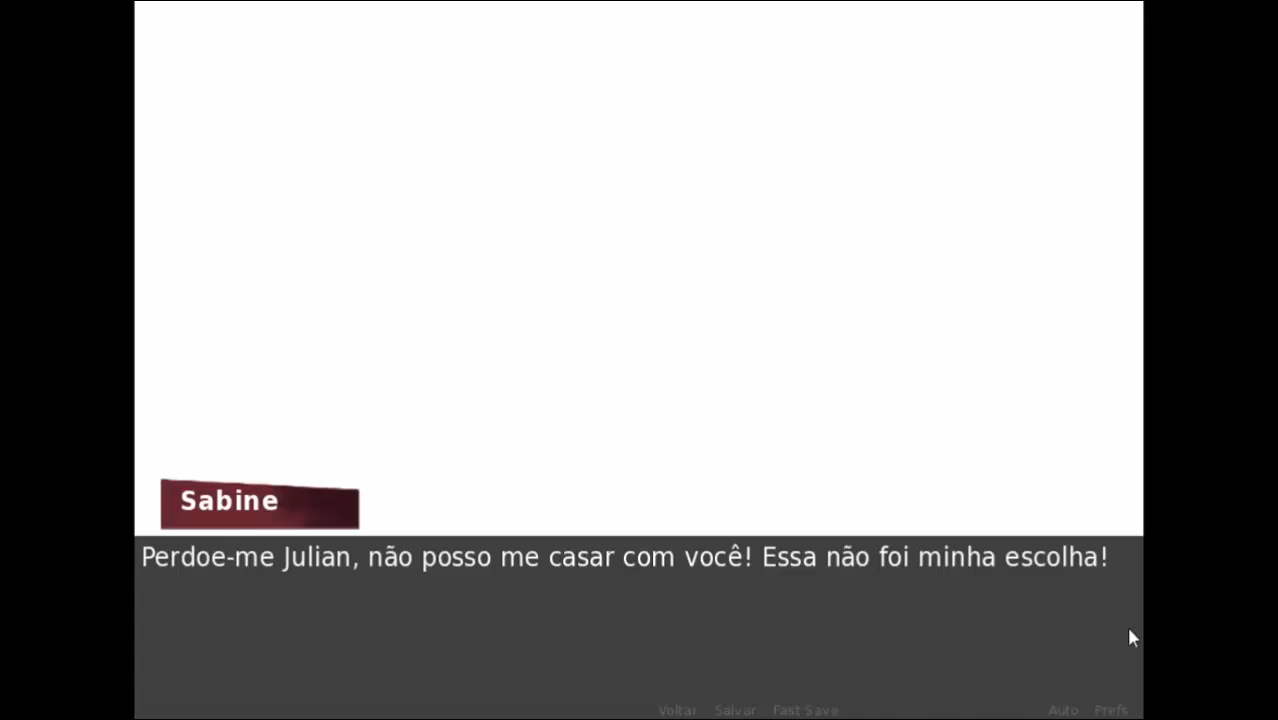 Sabine
Perdoe-me Julian, não posso me casar com você! Essa não foi minha escolha!
Voltar Salvar Fast Save Auto Prefs